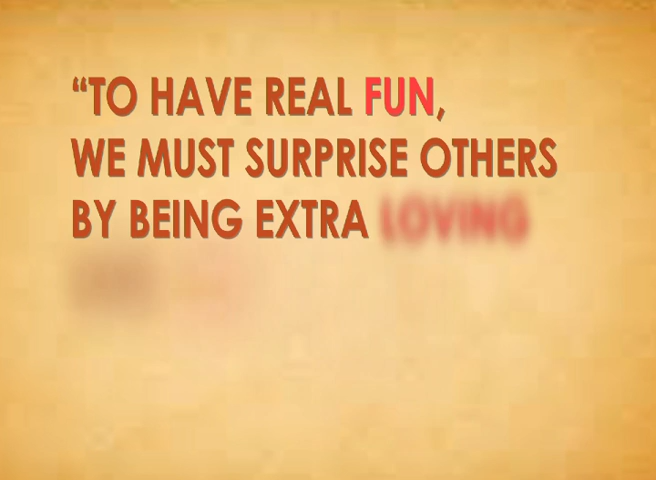 “TO HAVE REAL FUN,
WE MUST SURPRISE OTHERS
BY BEING EXTRA LOVING